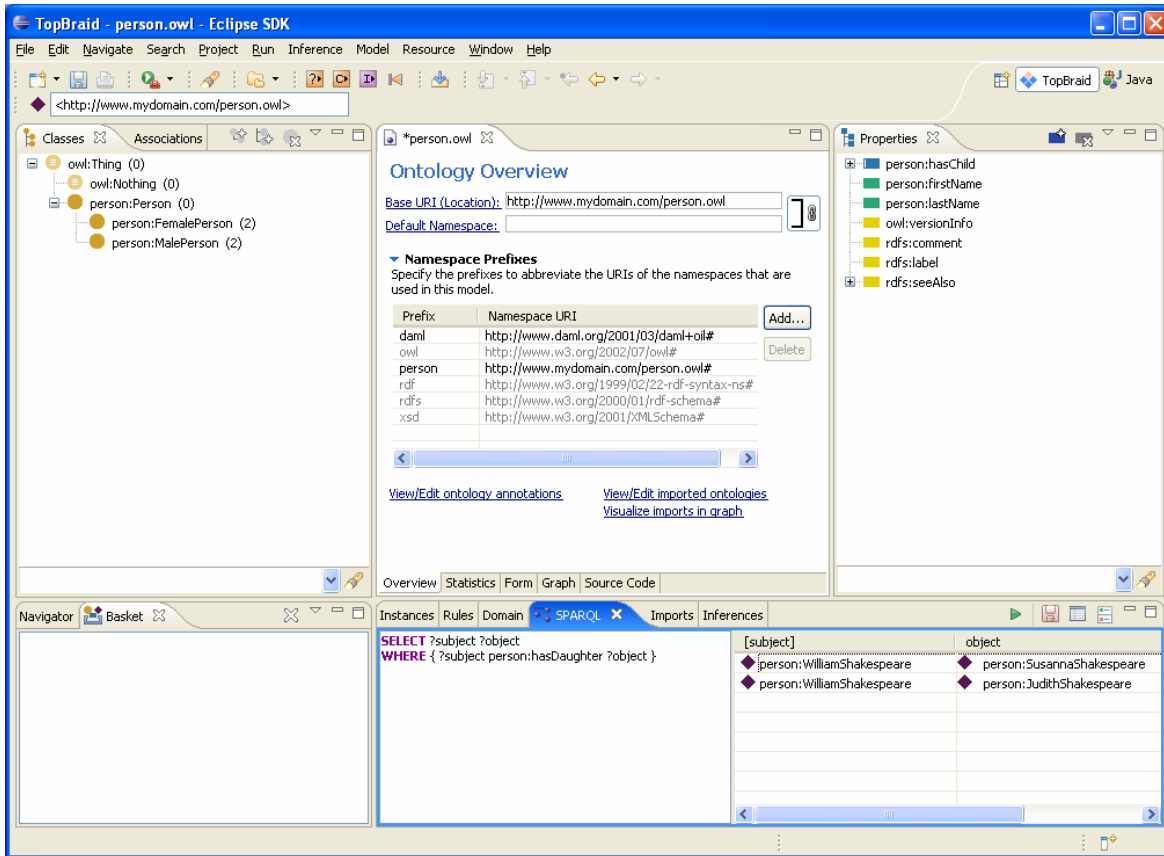 TopBraid - person.owl - Eclipse SDK
File Edit Navigate Search Project Run Inference Model Resource Window Help
TopBraid Java
<http://www.mydomain.com/person.owl>
Classes Associations
owl:Thing (0)
owl:Nothing (0)
person:Person (0)
person:FemalePerson (2)
person:MalePerson (2)
*person.owl
Ontology Overview
Base URI (Location): http://www.mydomain.com/person.owl
Default Namespace:
Namespace Prefixes
Specify the prefixes to abbreviate the URIs of the namespaces that are
used in this model.
Prefix Namespace URI
daml http://www.daml.org/2001/03/daml+oil#
owl http://www.w3.org/2002/07/owl#
person http://www.mydomain.com/person.owl#
rdf http://www.w3.org/1999/02/22-rdf-syntax-ns#
rdfs http://www.w3.org/2000/01/rdf-schema#
xsd http://www.w3.org/2001/XMLSchema#
Add...
Delete
View/Edit ontology annotations View/Edit imported ontologies
Visualize imports in graph
Overview Statistics Form Graph Source Code
Properties
person:hasChild
person:firstName
person:lastName
owl:versionInfo
rdfs:comment
rdfs:label
rdfs:seeAlso
Navigator Basket
Instances Rules Domain SPARQL Imports Inferences
SELECT ?subject ?object
WHERE { ?subject person:hasDaughter ?object }
[subject] object
person:WilliamShakespeare person:SusannaShakespeare
person:WilliamShakespeare person:JudithShakespeare